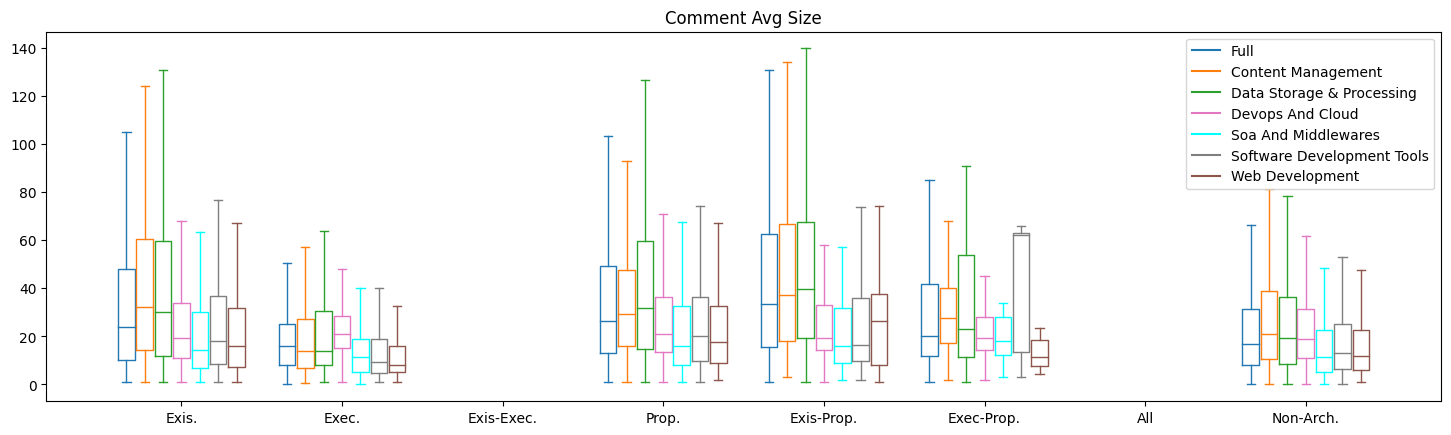 Comment Avg Size
140
120
100
80
60
40
20
0
Full
Content Management
Data Storage & Processing
Devops And Cloud
Soa And Middlewares
Software Development Tools
Web Development
Exis.
Exec.
Exis-Exec.
Prop.
Exis-Prop.
Exec-Prop.
All
Non-Arch.